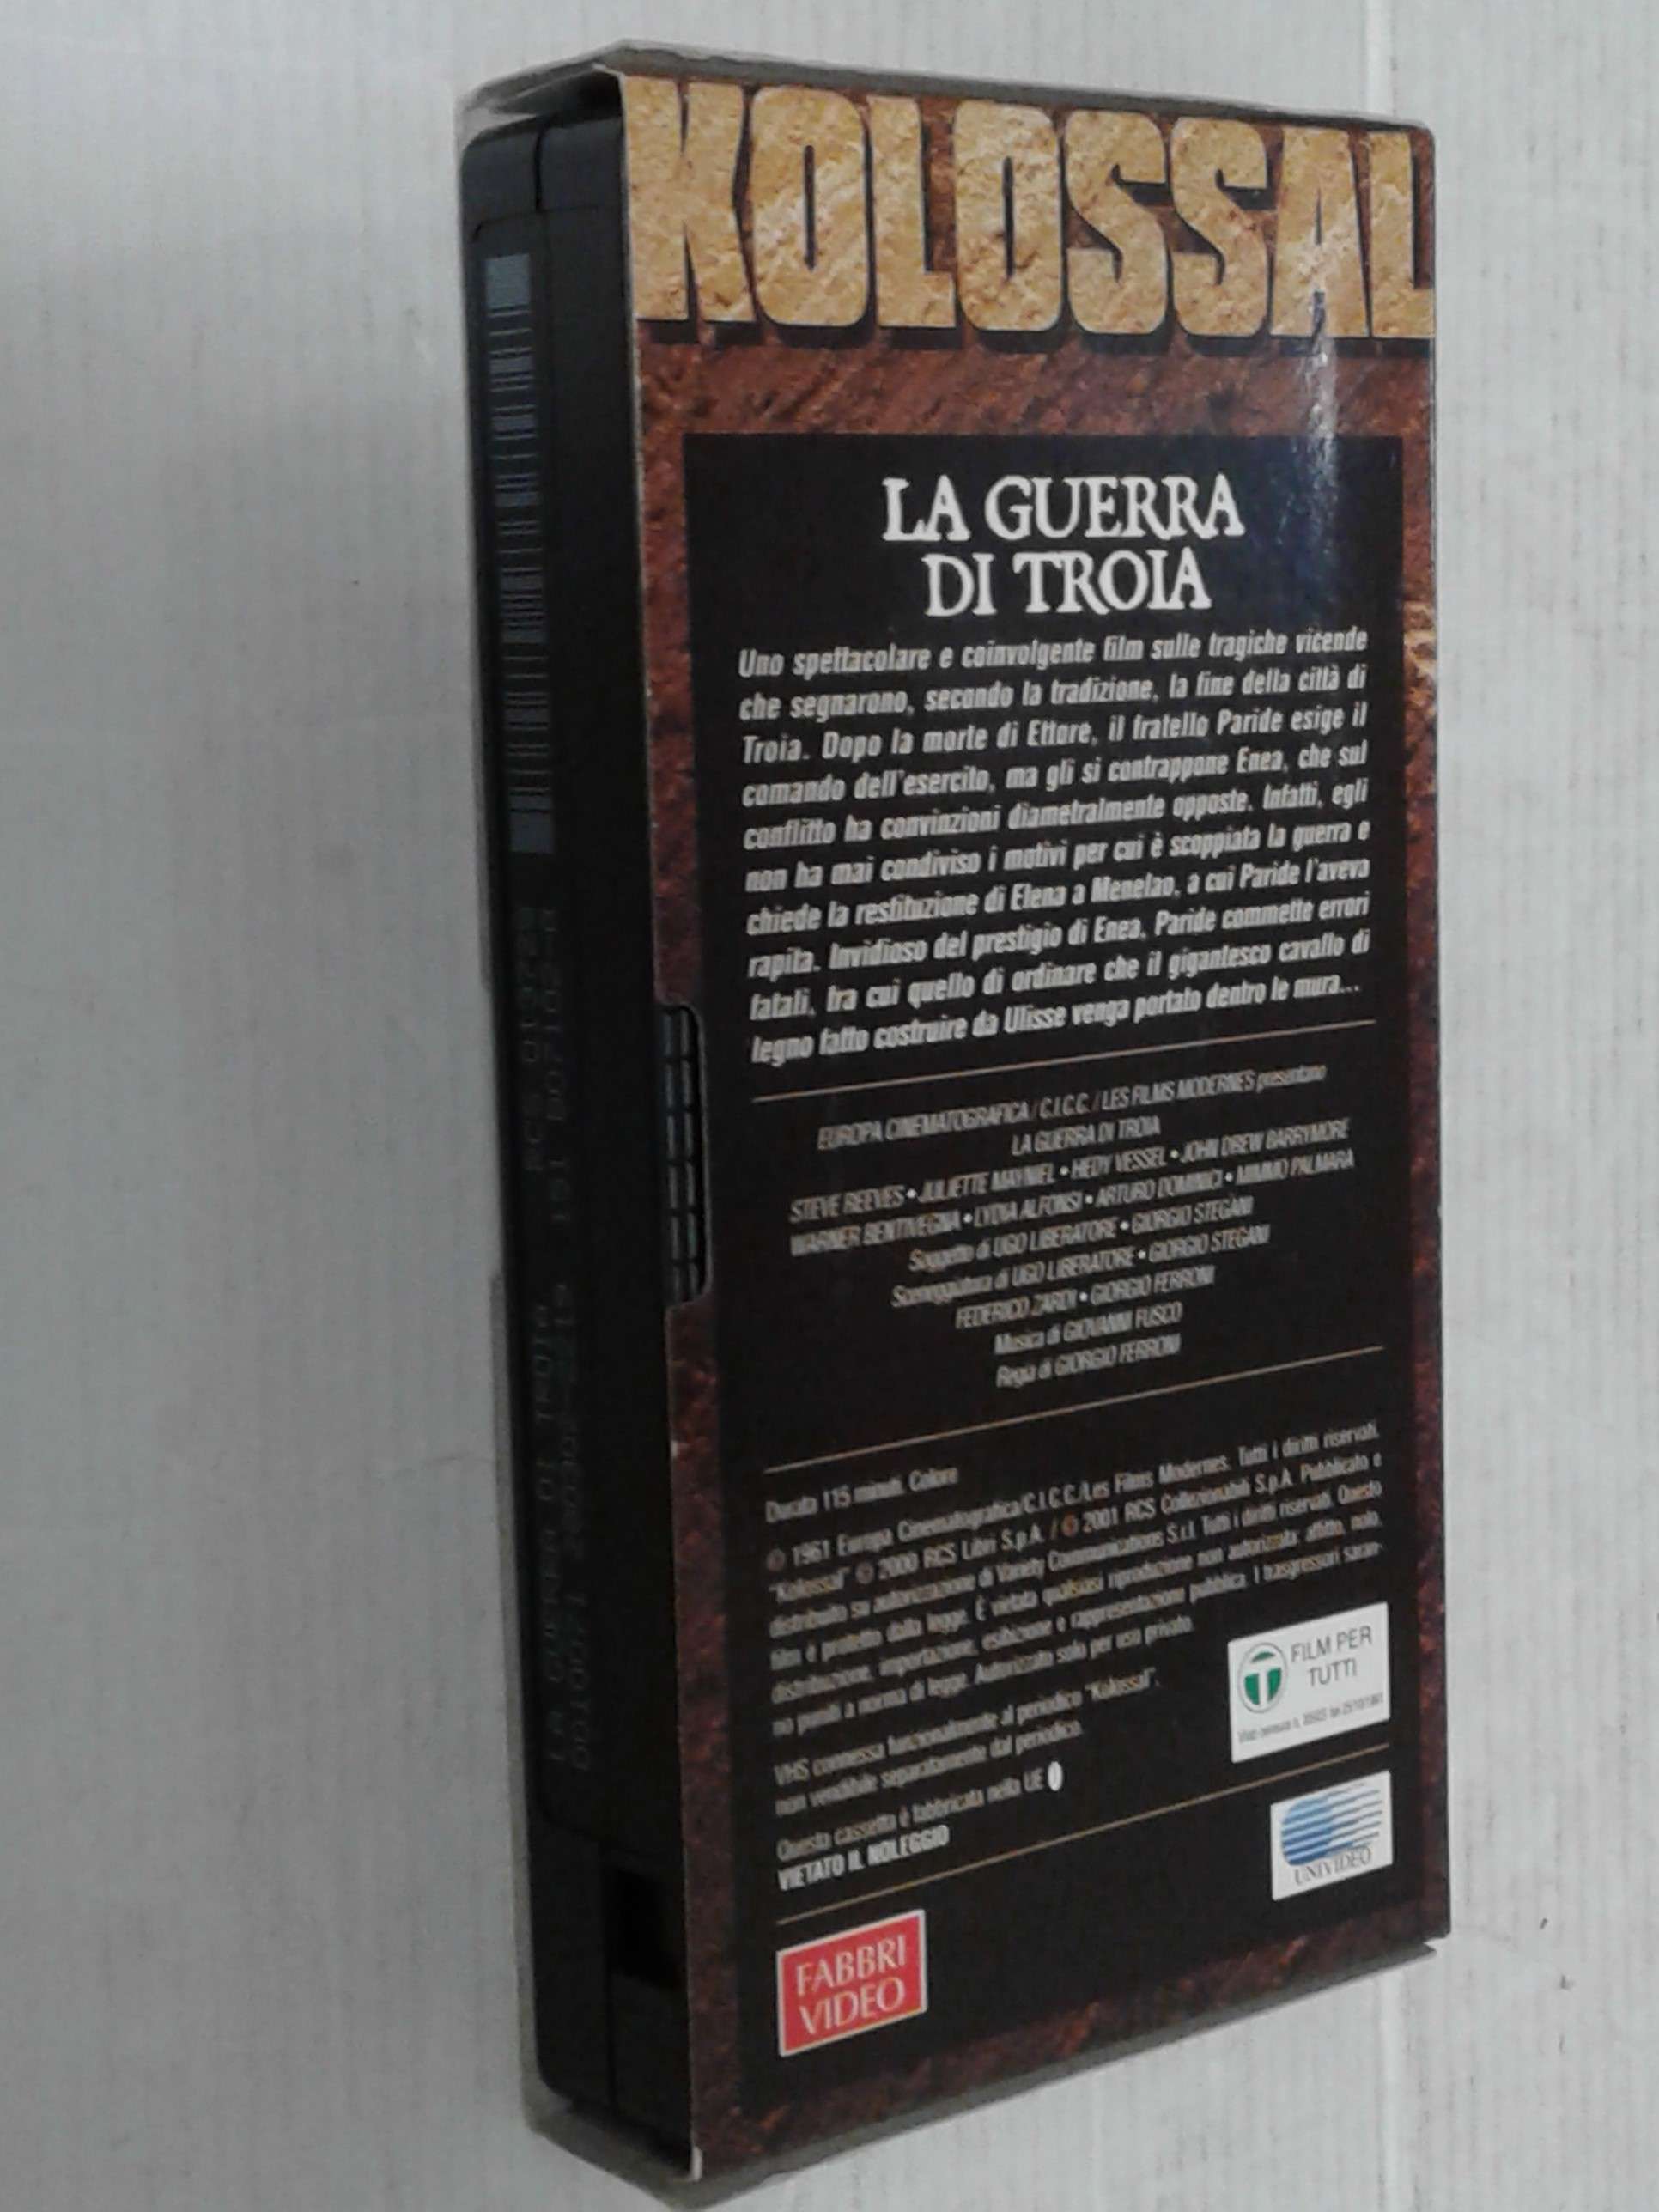 KOLOSSAL
LA GUERRA
DI TROIA
Uno spettacolare e coinvolgente film sulle tragiche vicende
che segnarono, secondo la tradizione, la fine della città di
Troia. Dopo la morte di Ettore, il fratello Paride esige il
comando dell'esercito, ma gli si contrappone Enea, che sul
conflitto ha convinzioni diametralmente opposte. Infatti, egli
non ha mai condiviso i motivi per cui è scoppiata la guerra e
chiede la restituzione di Elena a Menelao, a cui Paride l'aveva
rapita. Invidioso del prestigio di Enea, Paride commette errori
fatali, fra cui quello di ordinare che il gigantesco cavallo di
legno fatto costruire da Ulisse venga portato dentro le mura...
EUROPA CINEMATOGRAFICA / C.I.C.C. / LES FILMS MODERNES presentano
LA GUERRA DI TROIA
STEVE REEVES • JULIETTE MAYNIEL • HEDY VESSEL • JOHN DREW BARRYMORE
WARNER BENTIVEGNA • LYDIA ALFONSI • ARTURO DOMINICI • MIMMO PALMARA
Soggetto di UGO LIBERATORE • GIORGIO STEGANI
Sceneggiatura di UGO LIBERATORE • GIORGIO STEGANI
FEDERICO ZARDI • GIORGIO FERRONI
Musica di GIOVANNI FUSCO
Regia di GIORGIO FERRONI
Durata 115 minuti. Colore
© 1961 Europa Cinematografica/C.I.C.C./Les Films Modernes. Tutti i diritti riservati.
"Kolossal" © 2000 RCS Libri S.p.A. / © 2001 RCS Collezionabili S.p.A. Pubblicato e
distribuito su autorizzazione di Variety Communications S.r.l. Tutti i diritti riservati. Questo
film è protetto dalla legge. È vietata qualsiasi riproduzione non autorizzata: affitto, nolo,
distribuzione, importazione, esibizione e rappresentazione pubblica. I trasgressori saran-
no puniti a norma di legge. Autorizzato solo per uso privato.
VHS connessa funzionalmente al periodico "Kolossal",
non vendibile separatamente dal periodico.
Questa cassetta è fabbricata nella UE
VIETATO IL NOLEGGIO
FILM PER
TUTTI
UNIVIDEO
FABBRI
VIDEO
LA GUERRA DI TROIA